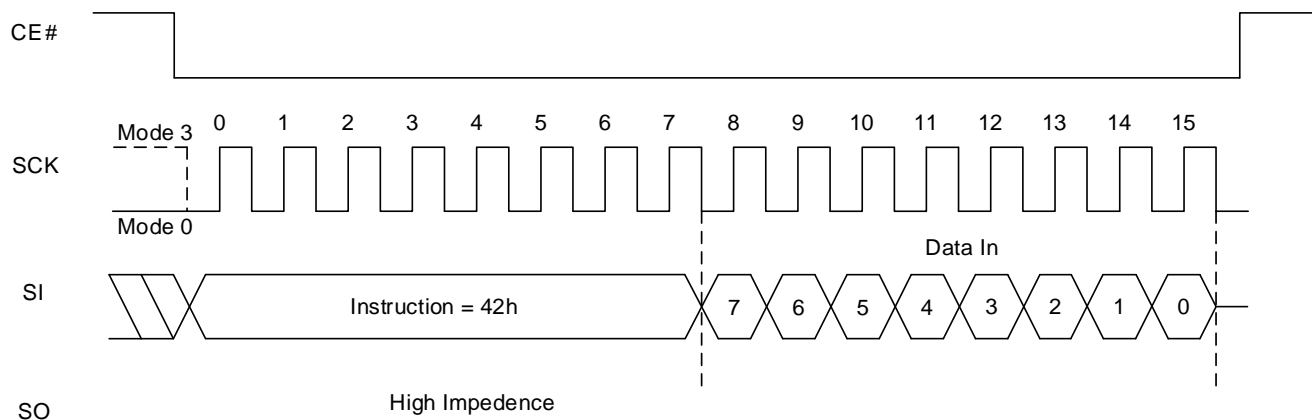 CE#
Mode 3
0 1 2 3 4 5 6 7 8 9 10 11 12 13 14 15
SCK
Mode 0
Data In
SI
Instruction = 42h
7 6 5 4 3 2 1 0
SO
High Impedence